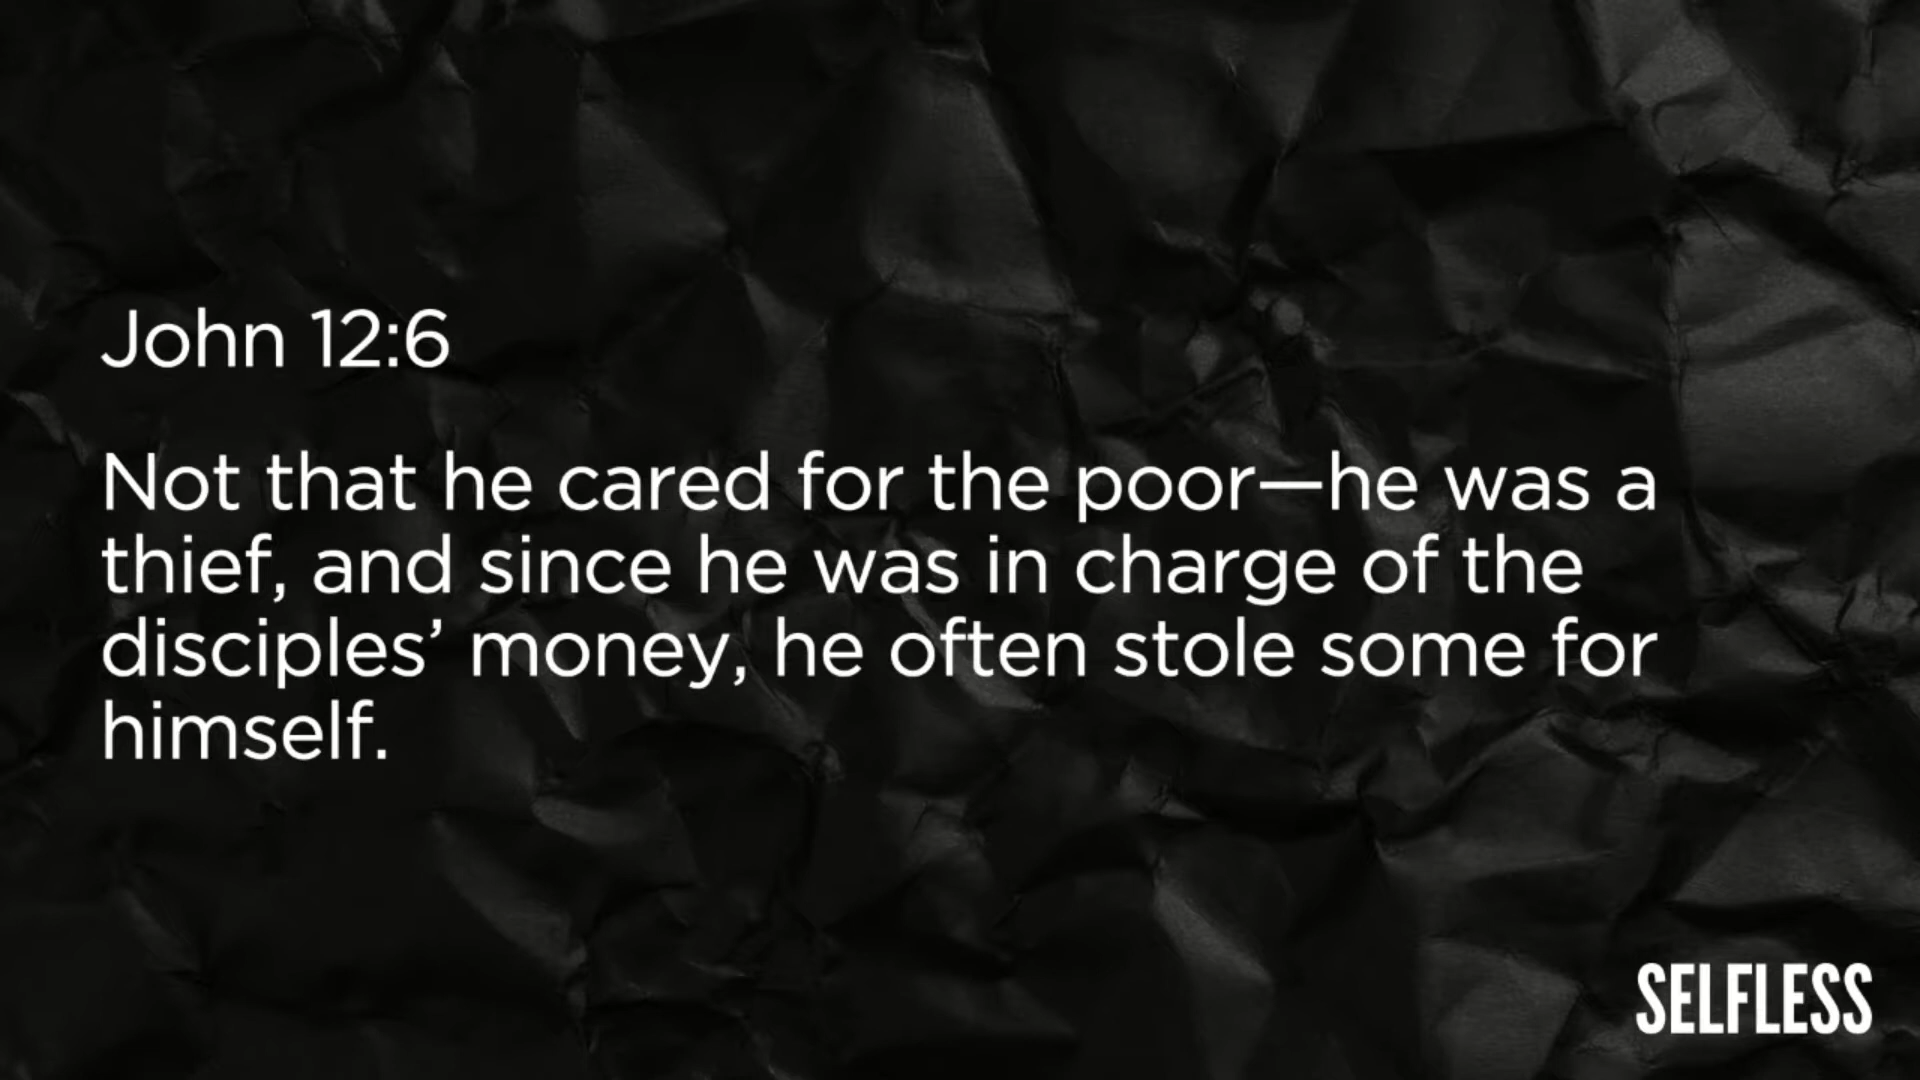 John 12:6
Not that he cared for the poor—he was a
thief, and since he was in charge of the
disciples’ money, he often stole some for
himself.
SELFLESS